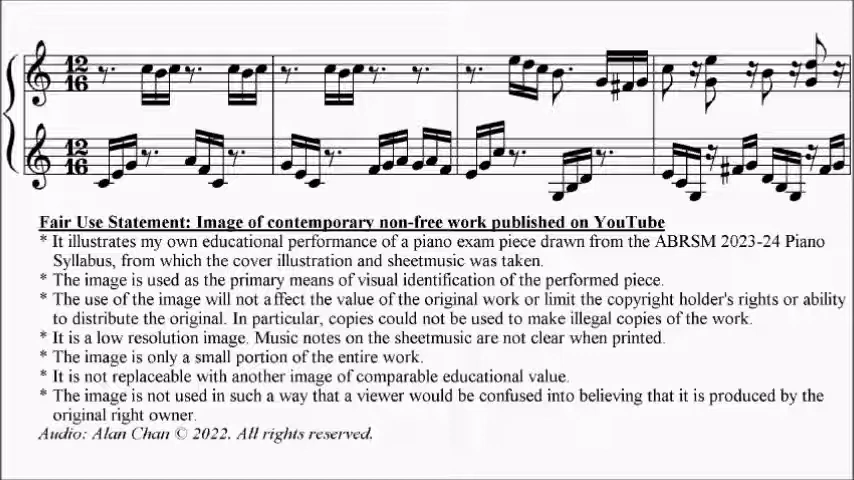 12 12
16 16
Fair Use Statement: Image of contemporary non-free work published on YouTube
* It illustrates my own educational performance of a piano exam piece drawn from the ABRSM 2023-24 Piano
Syllabus, from which the cover illustration and sheetmusic was taken.
* The image is used as the primary means of visual identification of the performed piece.
* The use of the image will not affect the value of the original work or limit the copyright holder's rights or ability
to distribute the original. In particular, copies could not be used to make illegal copies of the work.
* It is a low resolution image. Music notes on the sheetmusic are not clear when printed.
* The image is only a small portion of the entire work.
* It is not replaceable with another image of comparable educational value.
* The image is not used in such a way that a viewer would be confused into believing that it is produced by the
original right owner.
Audio: Alan Chan © 2022. All rights reserved.